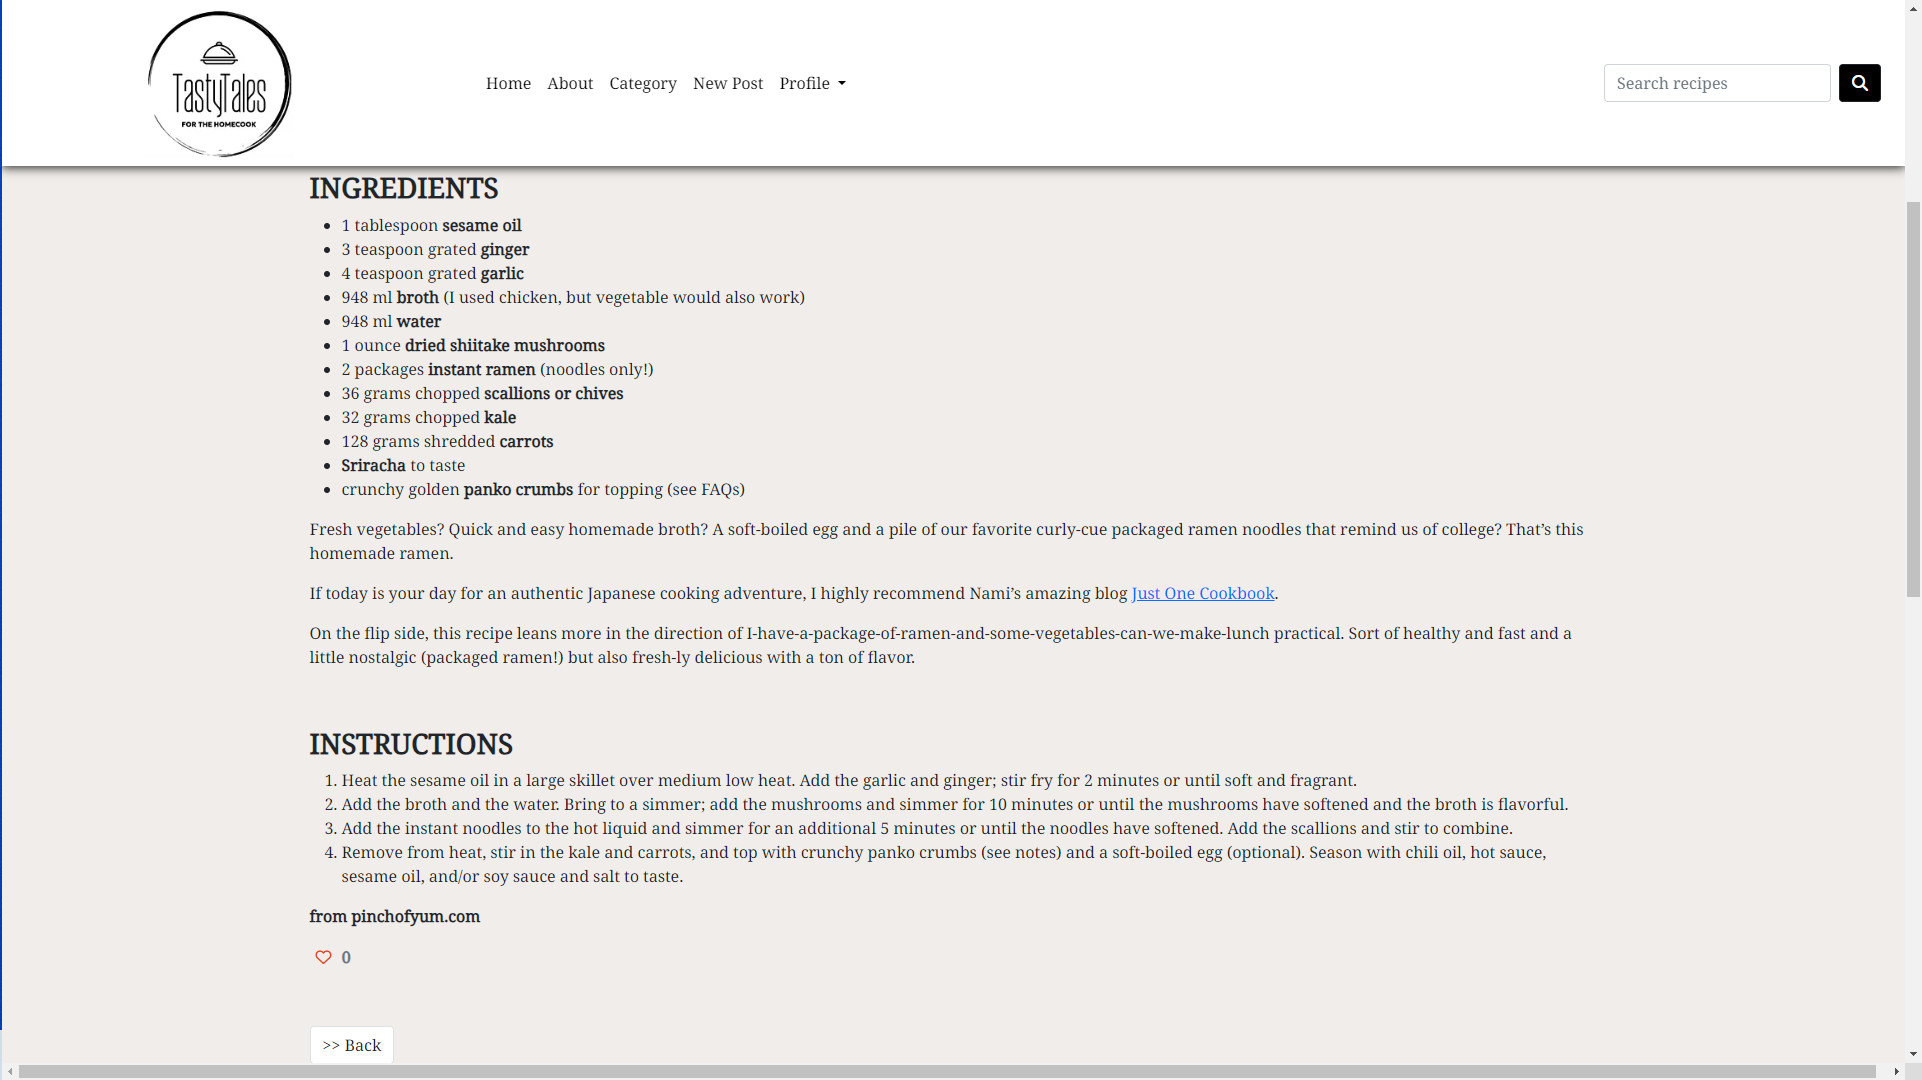 TastyTales
FOR THE HOMECOOK
Home About Category New Post Profile
Search recipes
INGREDIENTS
• 1 tablespoon sesame oil
• 3 teaspoon grated ginger
• 4 teaspoon grated garlic
• 948 ml broth (I used chicken, but vegetable would also work)
• 948 ml water
• 1 ounce dried shiitake mushrooms
• 2 packages instant ramen (noodles only!)
• 36 grams chopped scallions or chives
• 32 grams chopped kale
• 128 grams shredded carrots
• Sriracha to taste
• crunchy golden panko crumbs for topping (see FAQs)
Fresh vegetables? Quick and easy homemade broth? A soft-boiled egg and a pile of our favorite curly-cue packaged ramen noodles that remind us of college? That’s this
homemade ramen.
If today is your day for an authentic Japanese cooking adventure, I highly recommend Nami’s amazing blog Just One Cookbook.
On the flip side, this recipe leans more in the direction of I-have-a-package-of-ramen-and-some-vegetables-can-we-make-lunch practical. Sort of healthy and fast and a
little nostalgic (packaged ramen!) but also fresh-ly delicious with a ton of flavor.
INSTRUCTIONS
1. Heat the sesame oil in a large skillet over medium low heat. Add the garlic and ginger; stir fry for 2 minutes or until soft and fragrant.
2. Add the broth and the water. Bring to a simmer; add the mushrooms and simmer for 10 minutes or until the mushrooms have softened and the broth is flavorful.
3. Add the instant noodles to the hot liquid and simmer for an additional 5 minutes or until the noodles have softened. Add the scallions and stir to combine.
4. Remove from heat, stir in the kale and carrots, and top with crunchy panko crumbs (see notes) and a soft-boiled egg (optional). Season with chili oil, hot sauce,
sesame oil, and/or soy sauce and salt to taste.
from pinchofyum.com
0
>> Back